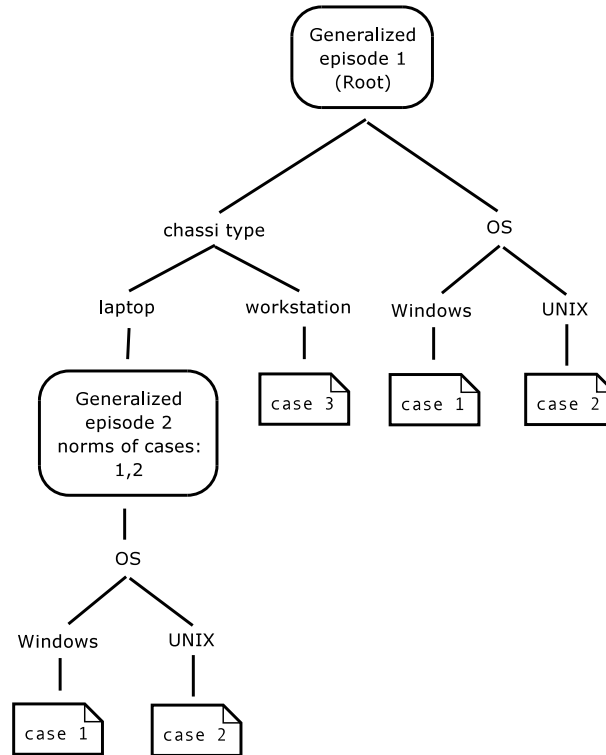 Generalized
episode 1
(Root)
chassi type
OS
laptop
workstation
Windows
UNIX
Generalized
episode 2
norms of cases:
1,2
case 3
case 1
case 2
OS
Windows
UNIX
case 1
case 2